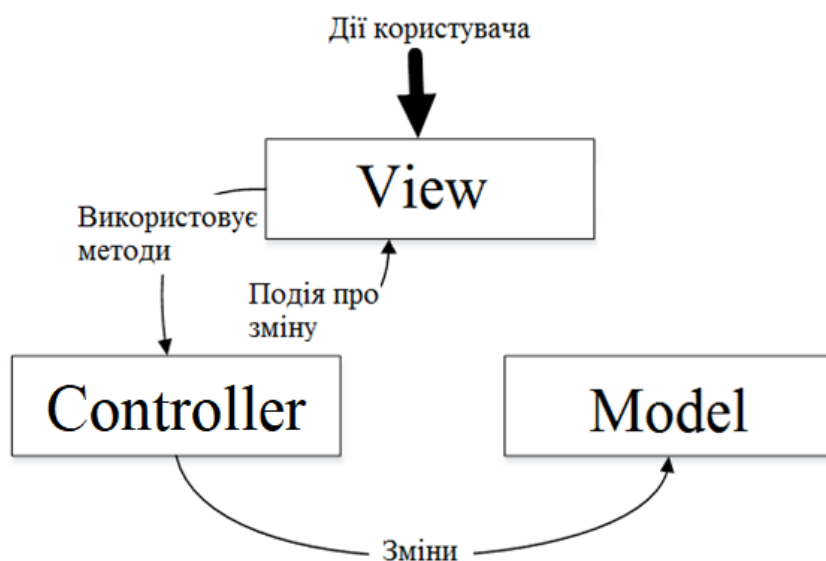 Дії користувача
View
Використовує
методи
Подія про
зміну
Controller
Model
Зміни